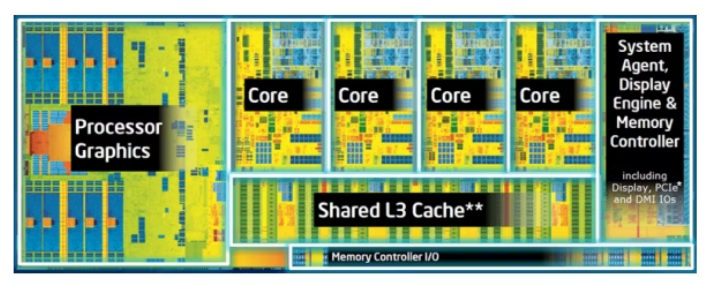 Processor
Graphics
Core
Core
Core
Core
System
Agent,
Display
Engine &
Memory
Controller
including
Display, PCIe*
and DMI IOs
Shared L3 Cache**
Memory Controller I/O